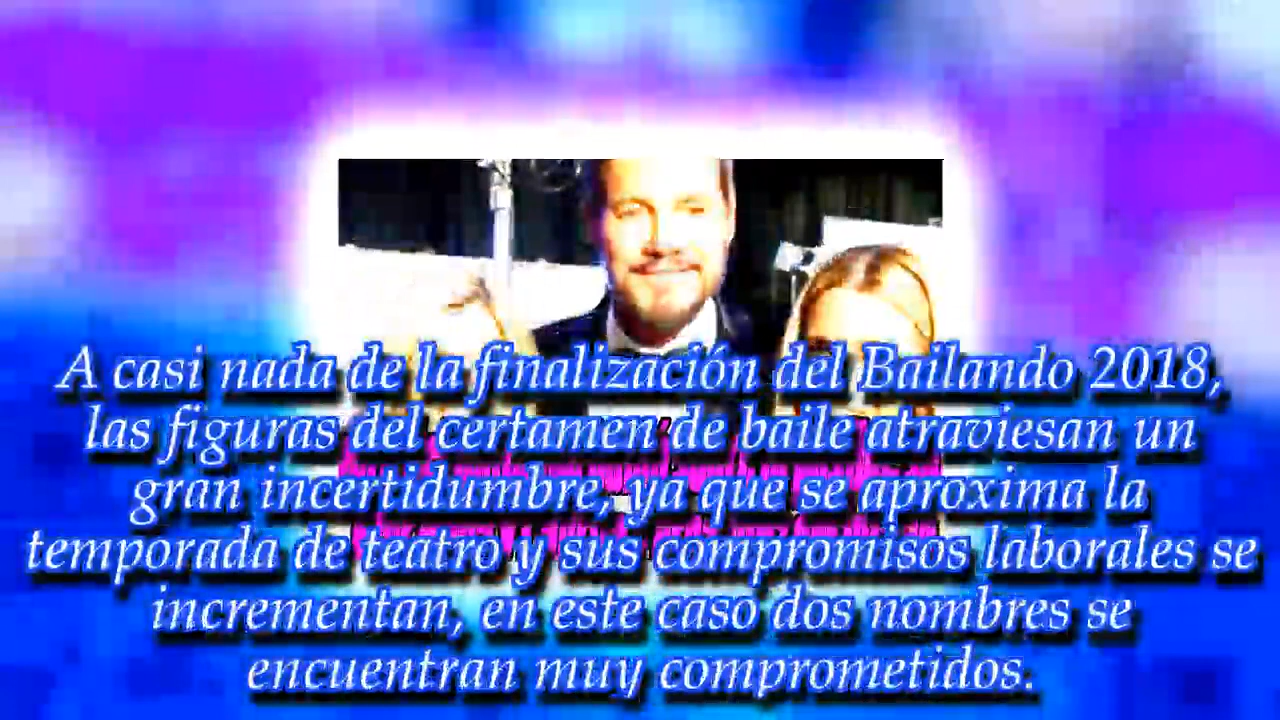 A casi nada de la finalización del Bailando 2018,
las figuras del certamen de baile atraviesan un
gran incertidumbre, ya que se aproxima la
temporada de teatro y sus compromisos laborales se
incrementan, en este caso dos nombres se
encuentran muy comprometidos.